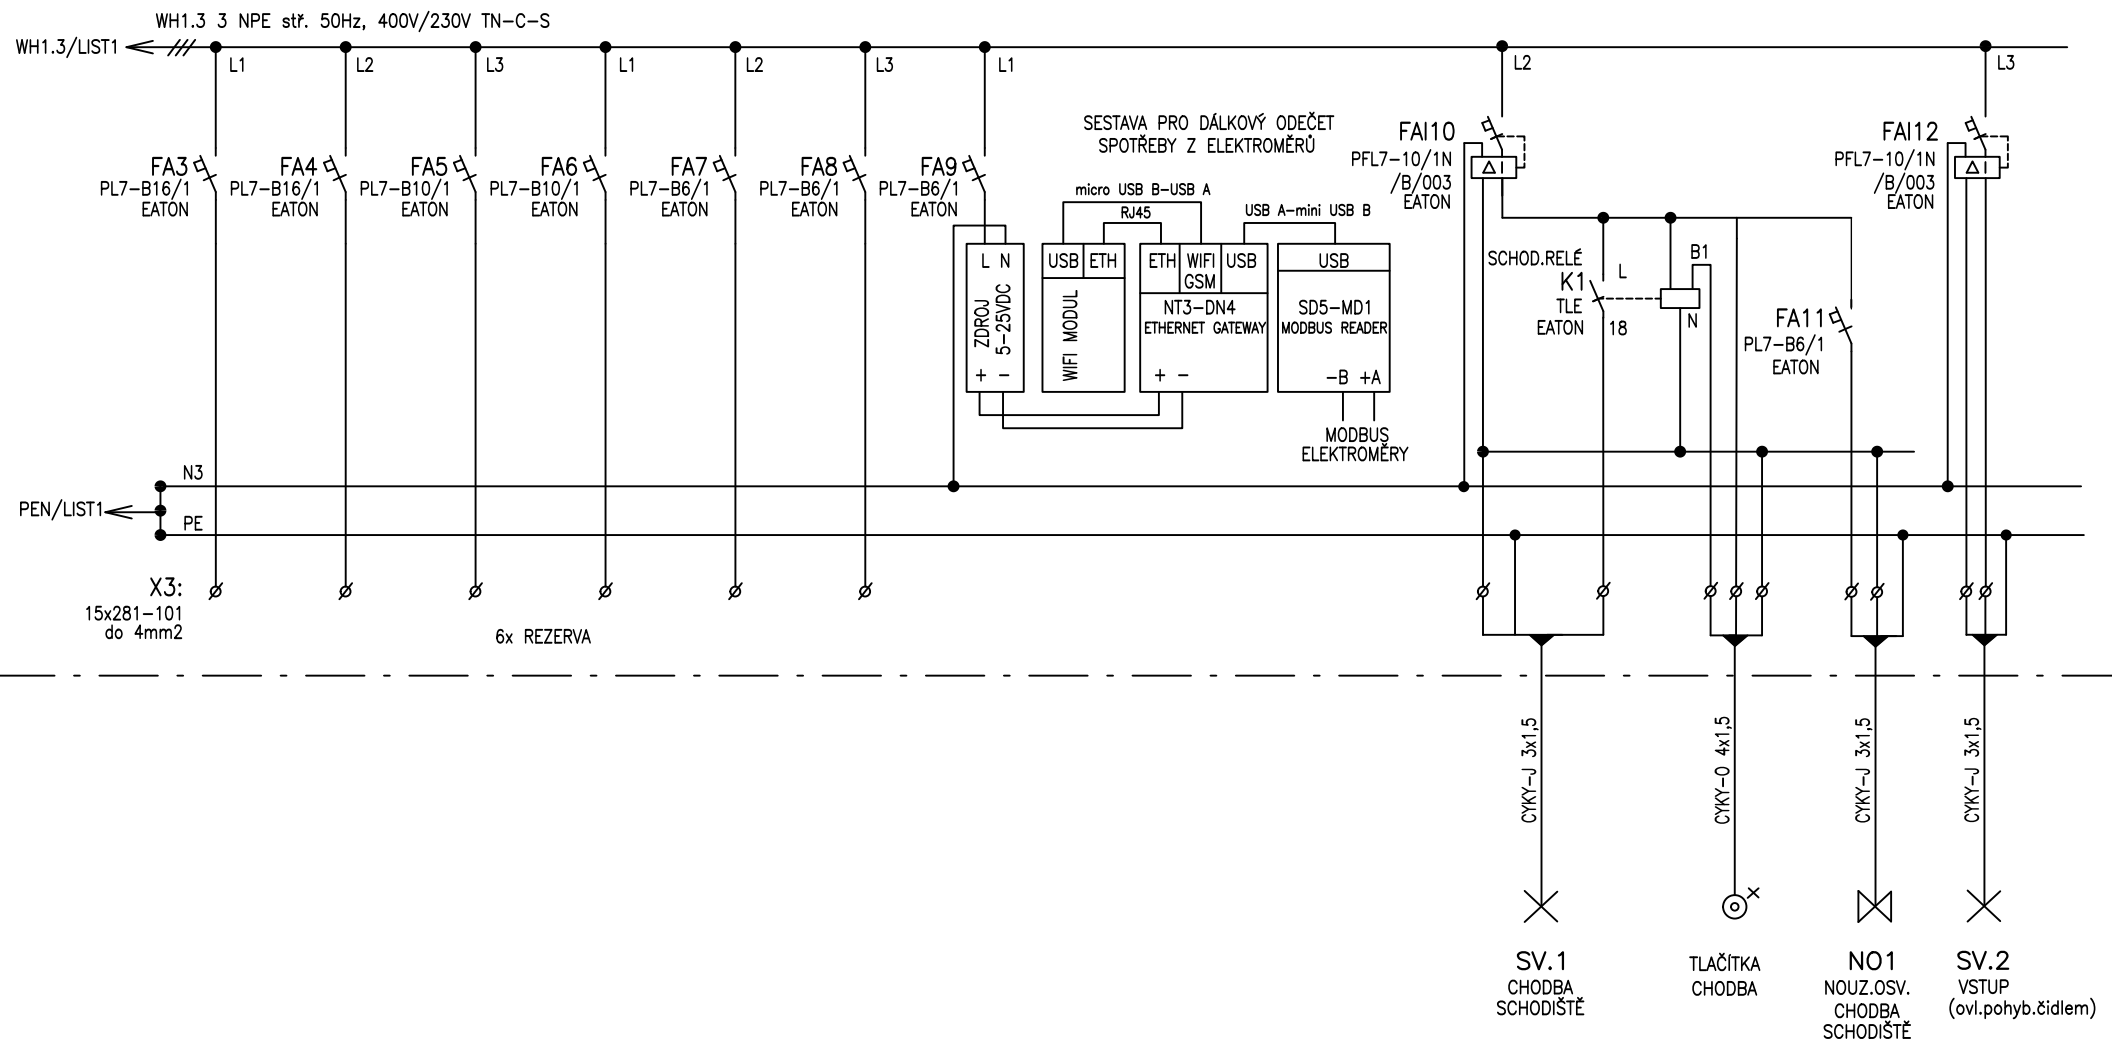 WH1.3 3 NPE stř. 50Hz, 400V/230V TN-C-S
WH1.3/LIST1
L1
L2
L3
L1
L2
L3
L1
L2
L3
FA3
PL7-B16/1
EATON
FA4
PL7-B16/1
EATON
FA5
PL7-B10/1
EATON
FA6
PL7-B10/1
EATON
FA7
PL7-B6/1
EATON
FA8
PL7-B6/1
EATON
FA9
PL7-B6/1
EATON
SESTAVA PRO DÁLKOVÝ ODEČET
SPOTŘEBY Z ELEKTROMĚRŮ
micro USB B-USB A
RJ45
USB A-mini USB B
L N
ZDROJ
5-25VDC
+ -
USB
ETH
WIFI MODUL
ETH
WIFI
GSM
USB
NT3-DN4
ETHERNET GATEWAY
+ -
USB
SD5-MD1
MODBUS READER
-B +A
MODBUS
ELEKTROMĚRY
FAI10
PFL7-10/1N
/B/003
EATON
SCHOD.RELÉ
K1
TLE
EATON
L
18
B1
N
FA11
PL7-B6/1
EATON
FAI12
PFL7-10/1N
/B/003
EATON
N3
PEN/LIST1
PE
X3:
15x281-101
do 4mm2
6x REZERVA
CYKY-J 3x1,5
CYKY-O 4x1,5
CYKY-J 3x1,5
CYKY-J 3x1,5
SV.1
CHODBA
SCHODIŠTĚ
TLAČÍTKA
CHODBA
NO1
NOUZ.OSV.
CHODBA
SCHODIŠTĚ
SV.2
VSTUP
(ovl.pohyb.čidlem)